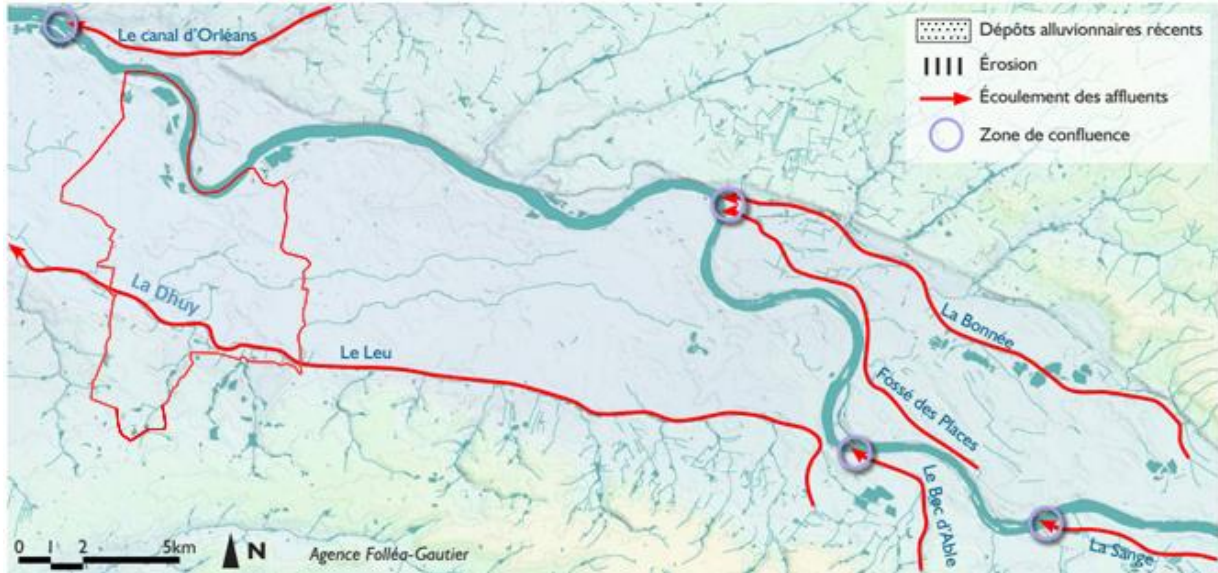 Le canal d'Orléans
Dépôts alluvionnaires récents
Érosion
Écoulement des affluents
Zone de confluence
La Dhuy
Le Leu
La Bonnée
Fossé des Places
Le Bec d'Able
La Sange
0 1 2 5km
N
Agence Folléa-Gautier